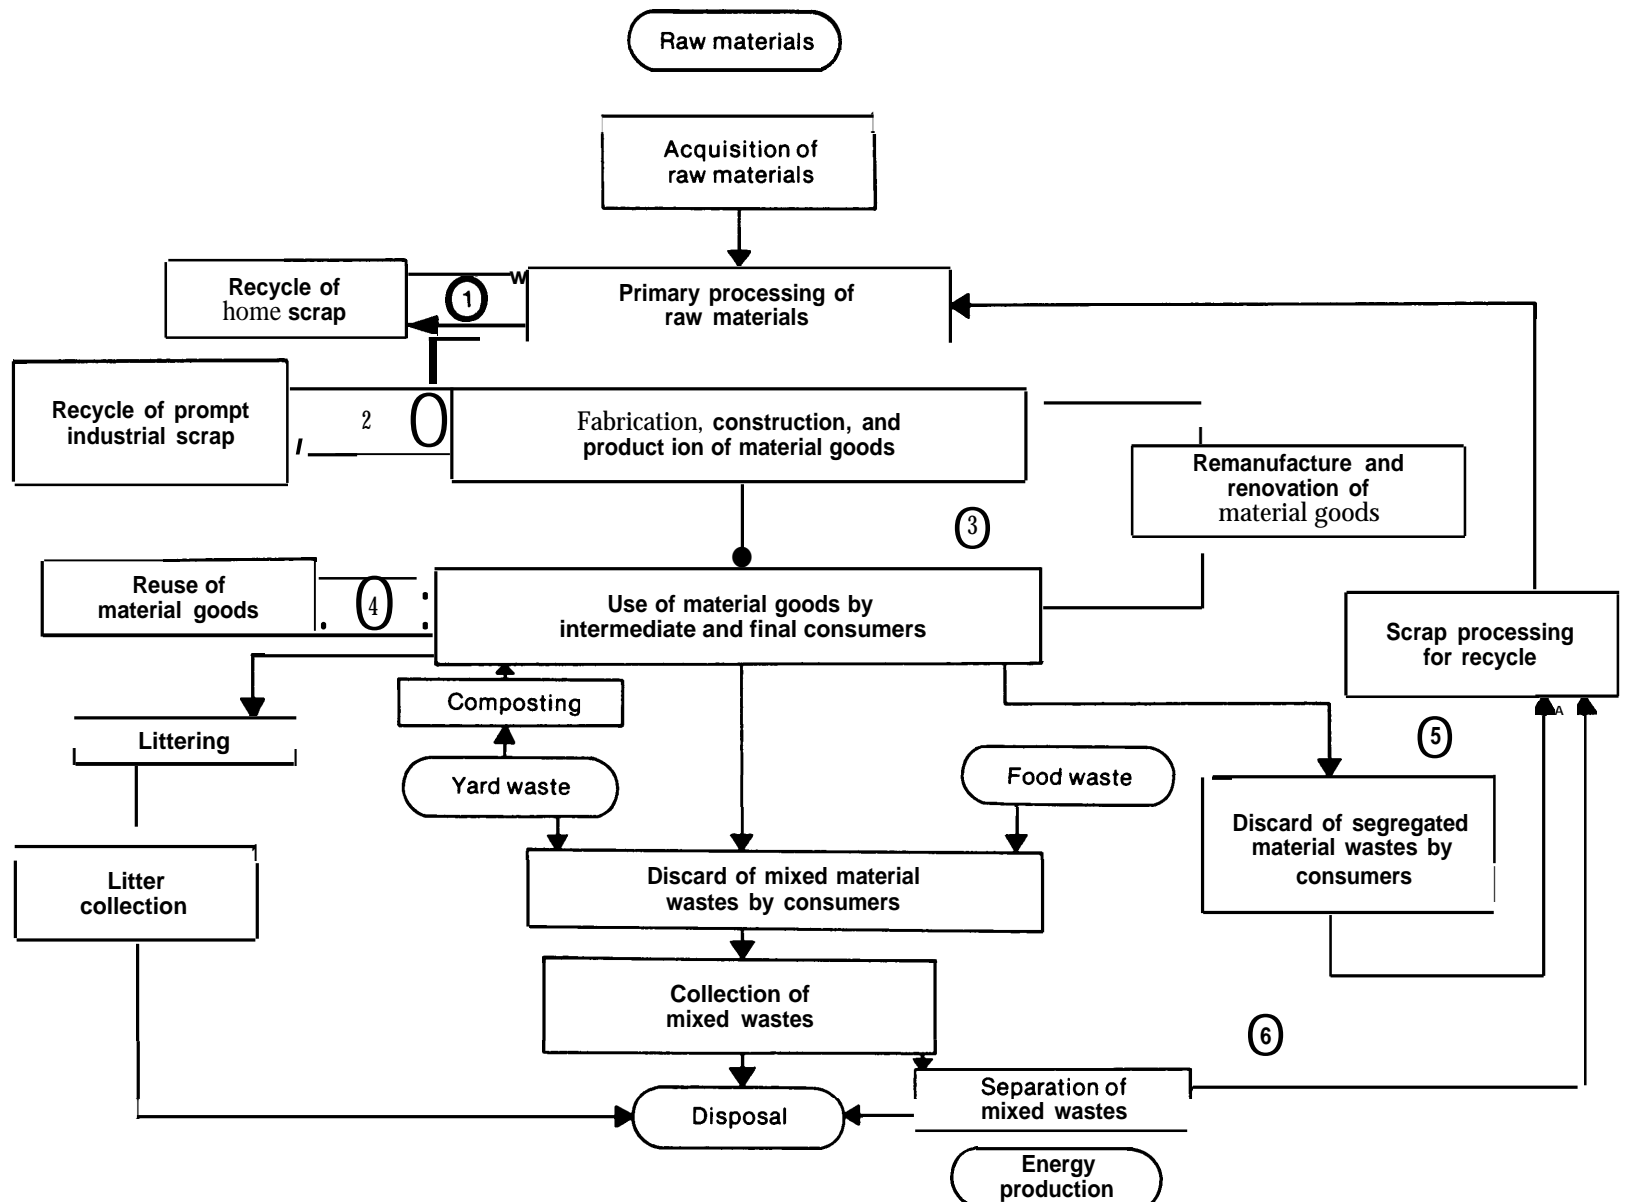 Raw materials
Acquisition of
raw materials
Recycle of
home scrap
W
1
Primary processing of
raw materials
Recycle of prompt
industrial scrap
2
Fabrication, construction, and
product ion of material goods
Remanufacture and
renovation of
material goods
3
Reuse of
material goods
4
Use of material goods by
intermediate and final consumers
Scrap processing
for recycle
Composting
Littering
A
5
Yard waste
Food waste
Discard of segregated
material wastes by
consumers
Litter
collection
Discard of mixed material
wastes by consumers
Collection of
mixed wastes
6
Separation of
mixed wastes
Disposal
Energy
production